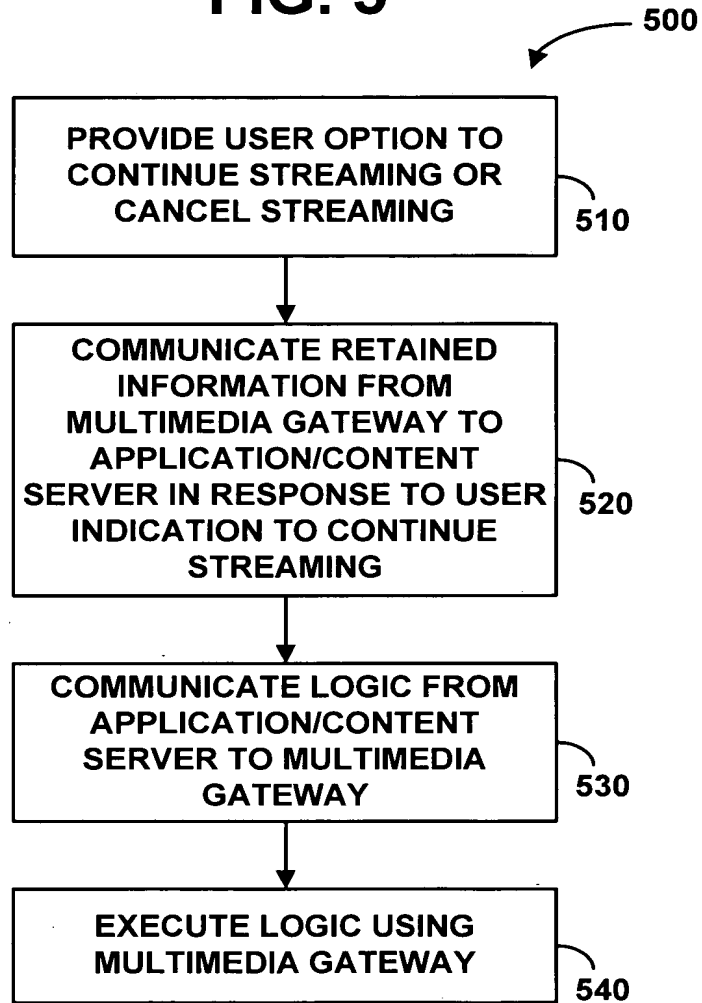 FIG. 5
500
PROVIDE USER OPTION TO
CONTINUE STREAMING OR
CANCEL STREAMING
510
COMMUNICATE RETAINED
INFORMATION FROM
MULTIMEDIA GATEWAY TO
APPLICATION/CONTENT
SERVER IN RESPONSE TO USER
INDICATION TO CONTINUE
STREAMING
520
COMMUNICATE LOGIC FROM
APPLICATION/CONTENT
SERVER TO MULTIMEDIA
GATEWAY
530
EXECUTE LOGIC USING
MULTIMEDIA GATEWAY
540